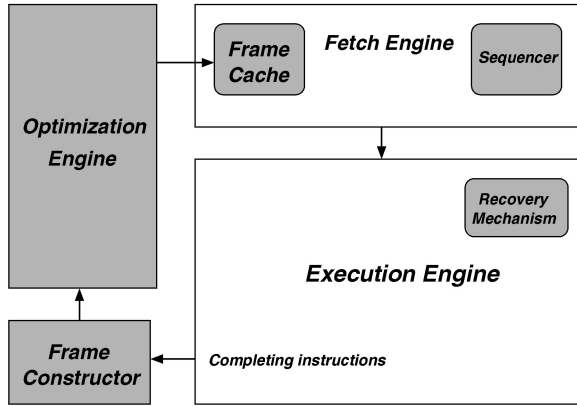 Frame
Cache
Fetch Engine
Sequencer
Optimization
Engine
Recovery
Mechanism
Execution Engine
Frame
Constructor
Completing instructions